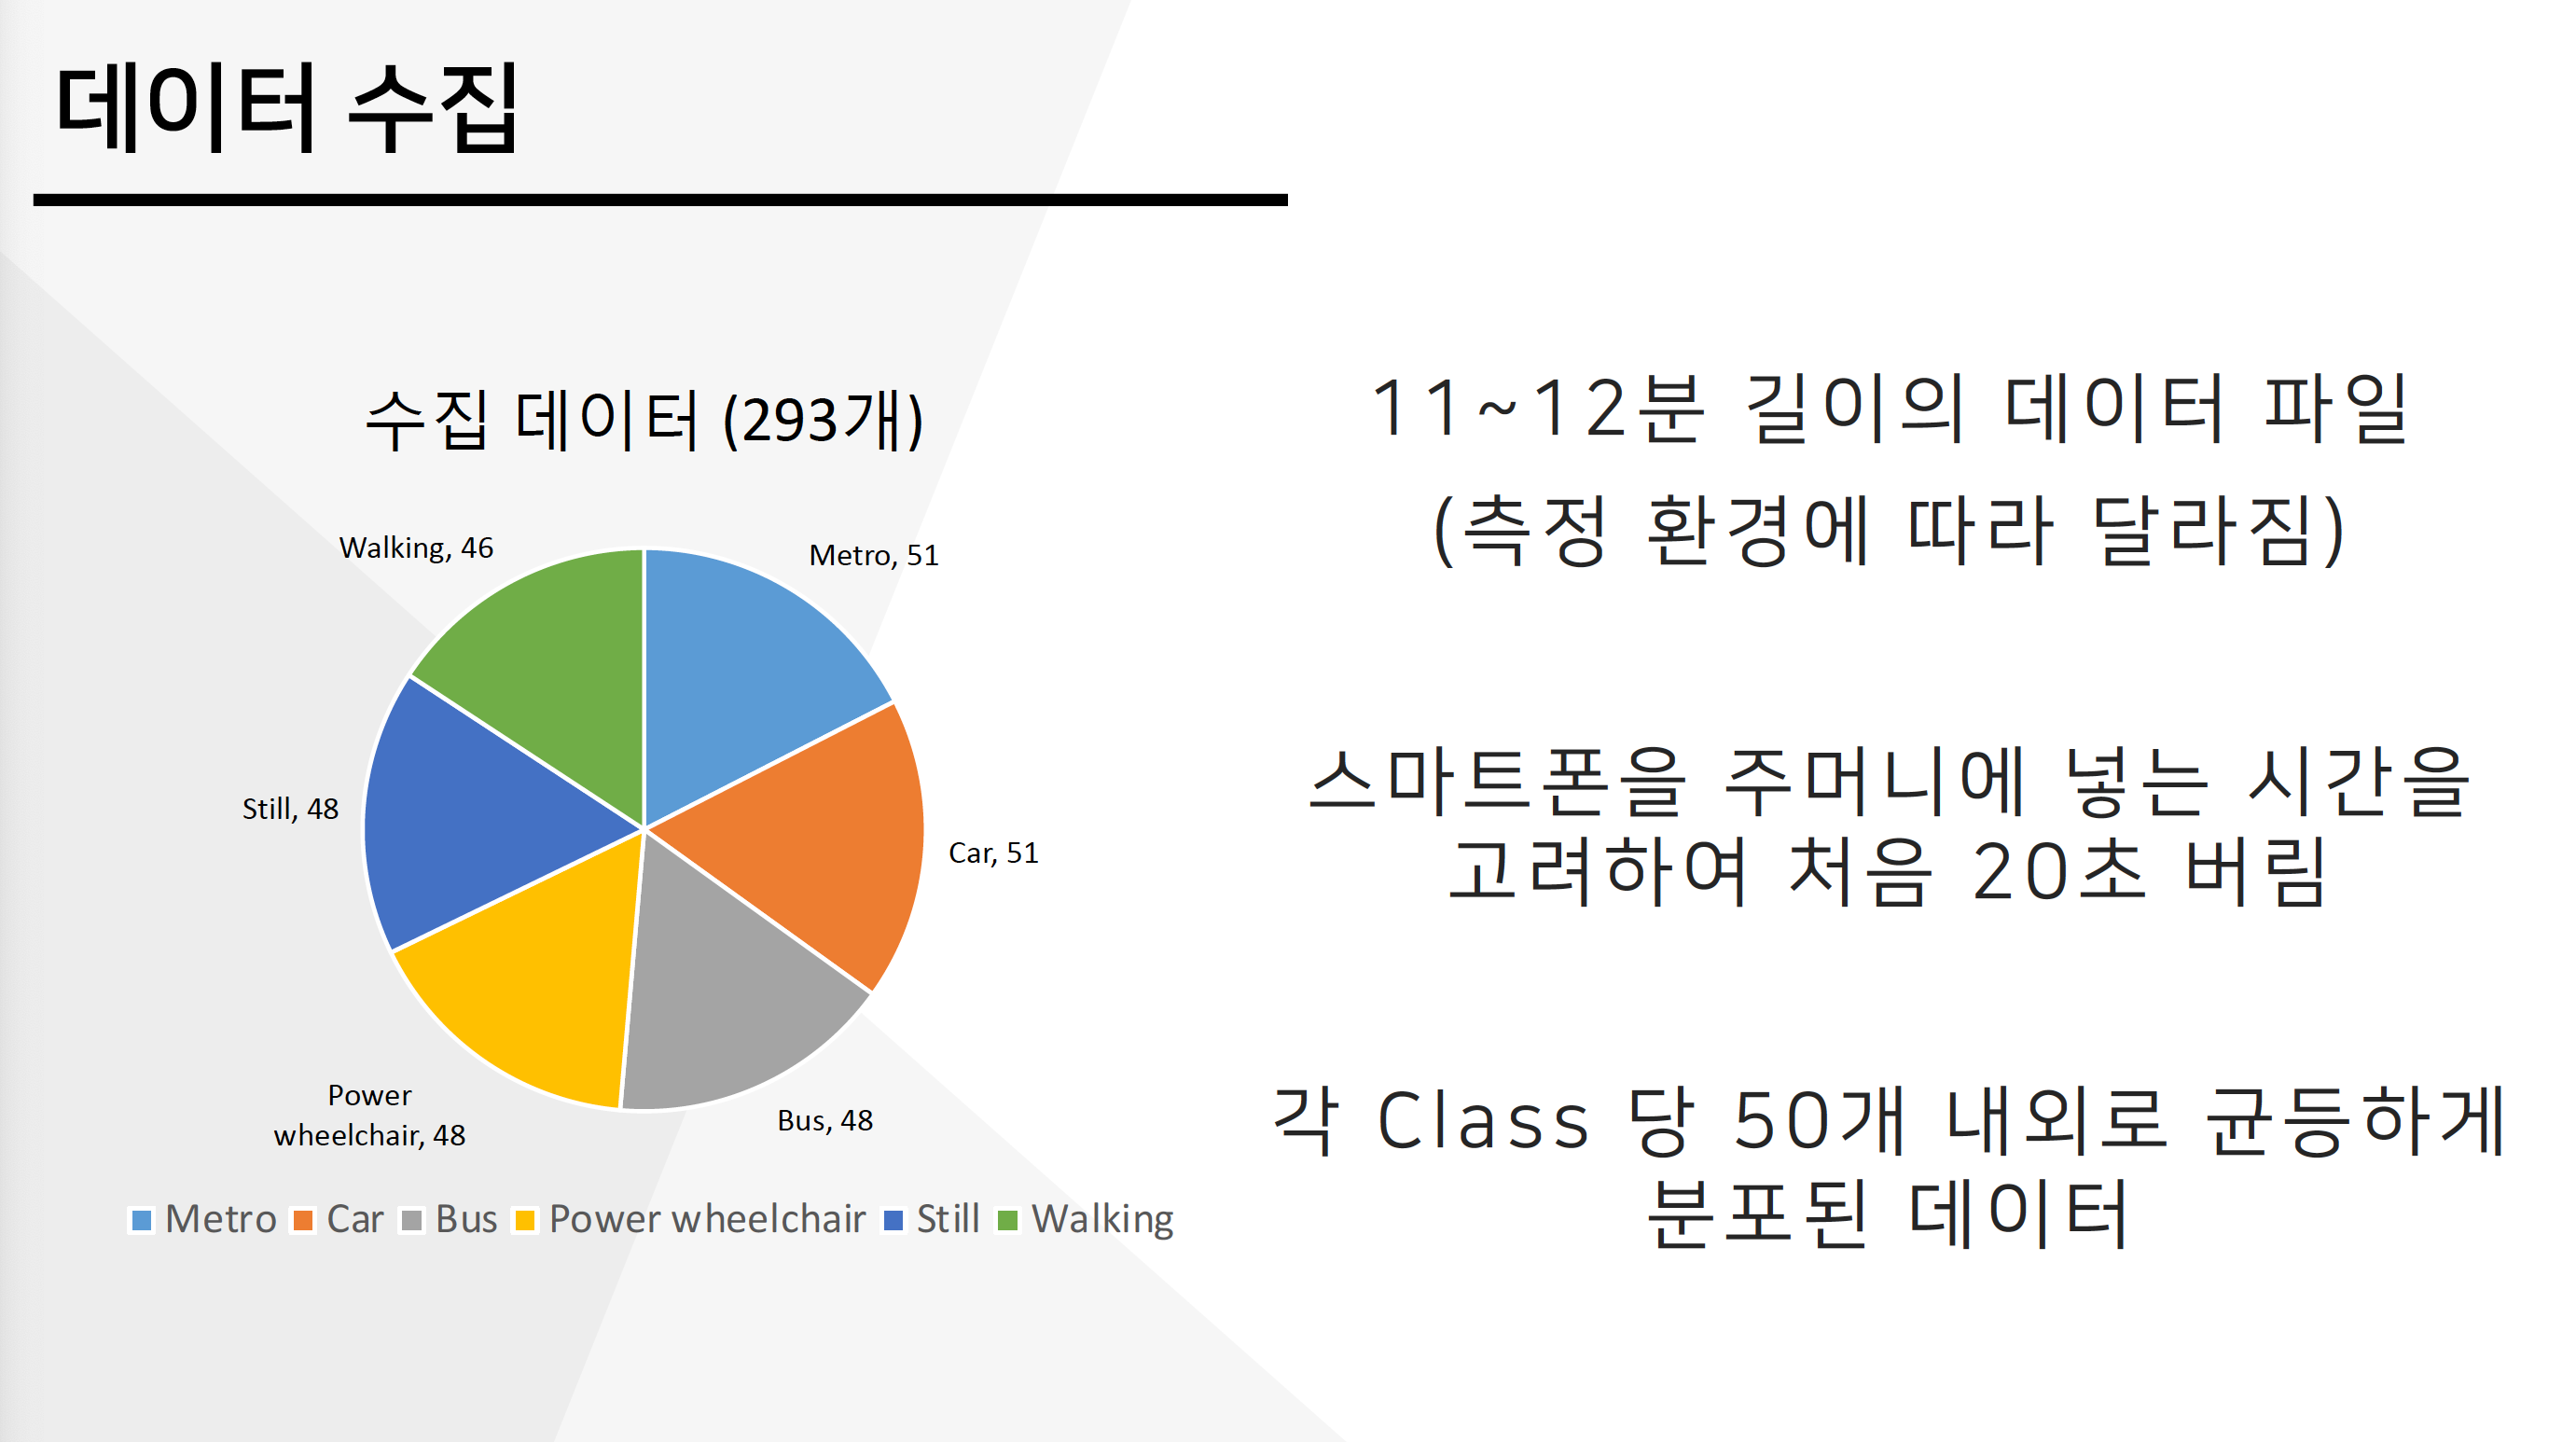 데이터 수집
수집 데이터 (293개)
Walking, 46
Metro, 51
Still, 48
Car, 51
Power
wheelchair, 48
Bus, 48
Metro Car Bus Power wheelchair Still Walking
11~12분 길이의 데이터 파일
(측정 환경에 따라 달라짐)
스마트폰을 주머니에 넣는 시간을
고려하여 처음 20초 버림
각 Class 당 50개 내외로 균등하게
분포된 데이터